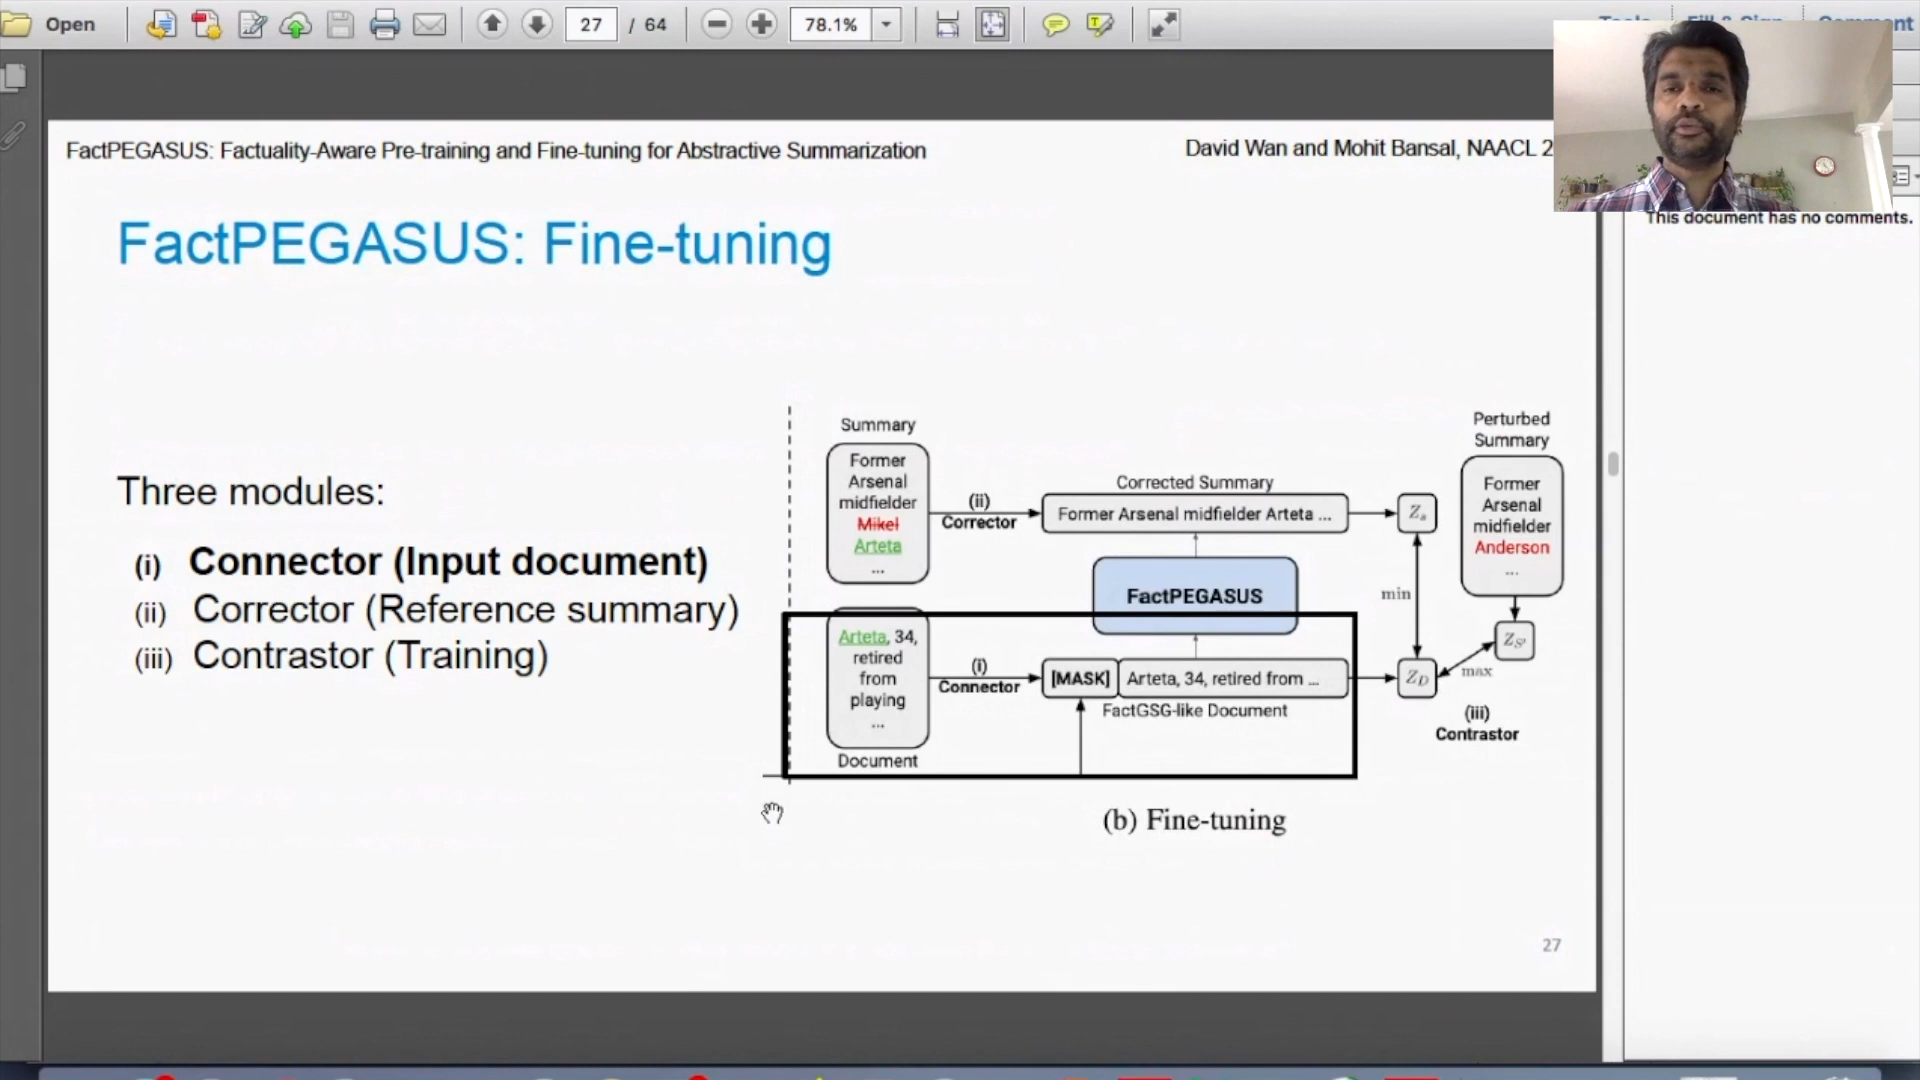 Open
27 / 64
78.1%
Comment
This document has no comments.
FactPEGASUS: Factuality-Aware Pre-training and Fine-tuning for Abstractive Summarization
David Wan and Mohit Bansal, NAACL 2
FactPEGASUS: Fine-tuning
Three modules:
(i) Connector (Input document)
(ii) Corrector (Reference summary)
(iii) Contrastor (Training)
Summary
Former
Arsenal
midfielder
Mikel
Arteta
...
(ii)
Corrector
Corrected Summary
Former Arsenal midfielder Arteta ...
Zs
Perturbed
Summary
Former
Arsenal
midfielder
Anderson
...
FactPEGASUS
min
ZS'
max
Arteta, 34,
retired
from
playing
...
Document
(i)
Connector
[MASK] Arteta, 34, retired from ...
FactGSG-like Document
ZD
(iii)
Contrastor
(b) Fine-tuning
27